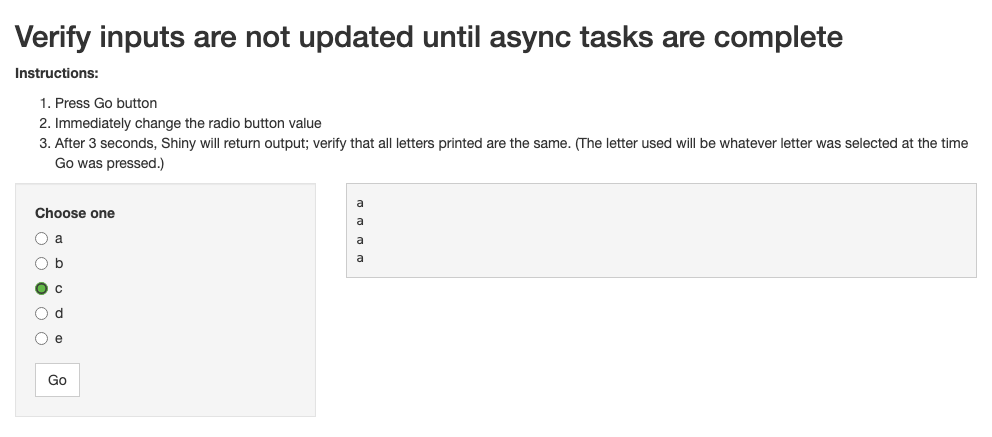 Verify inputs are not updated until async tasks are complete
Instructions:
1. Press Go button
2. Immediately change the radio button value
3. After 3 seconds, Shiny will return output; verify that all letters printed are the same. (The letter used will be whatever letter was selected at the time
Go was pressed.)
Choose one
a
b
c
d
e
Go
a
a
a
a